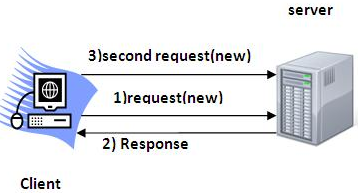 server
3)second request(new)
1)request(new)
2) Response
Client